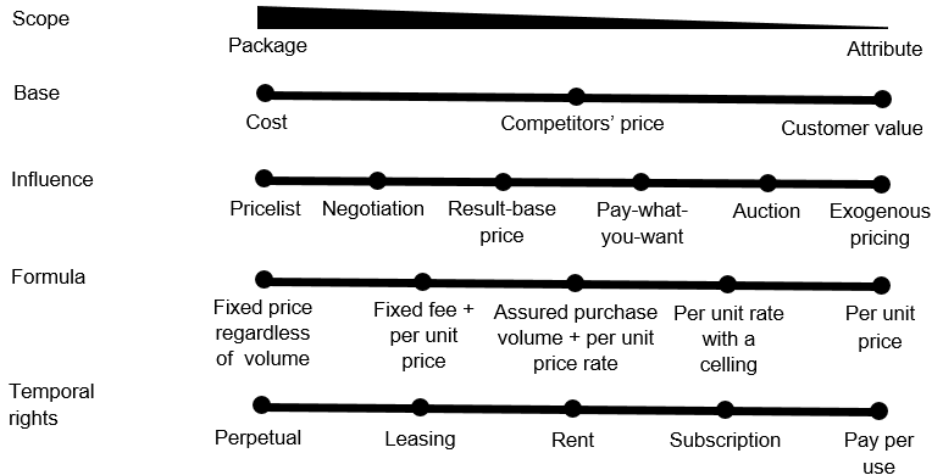 Scope
Package
Attribute
Base
Cost
Competitors' price
Customer value
Influence
Pricelist
Negotiation
Result-base
price
Pay-what-
you-want
Auction
Exogenous
pricing
Formula
Fixed price
regardless
of volume
Fixed fee +
per unit
price
Assured purchase
volume + per unit
price rate
Per unit rate
with a
celling
Per unit
price
Temporal
rights
Perpetual
Leasing
Rent
Subscription
Pay per
use